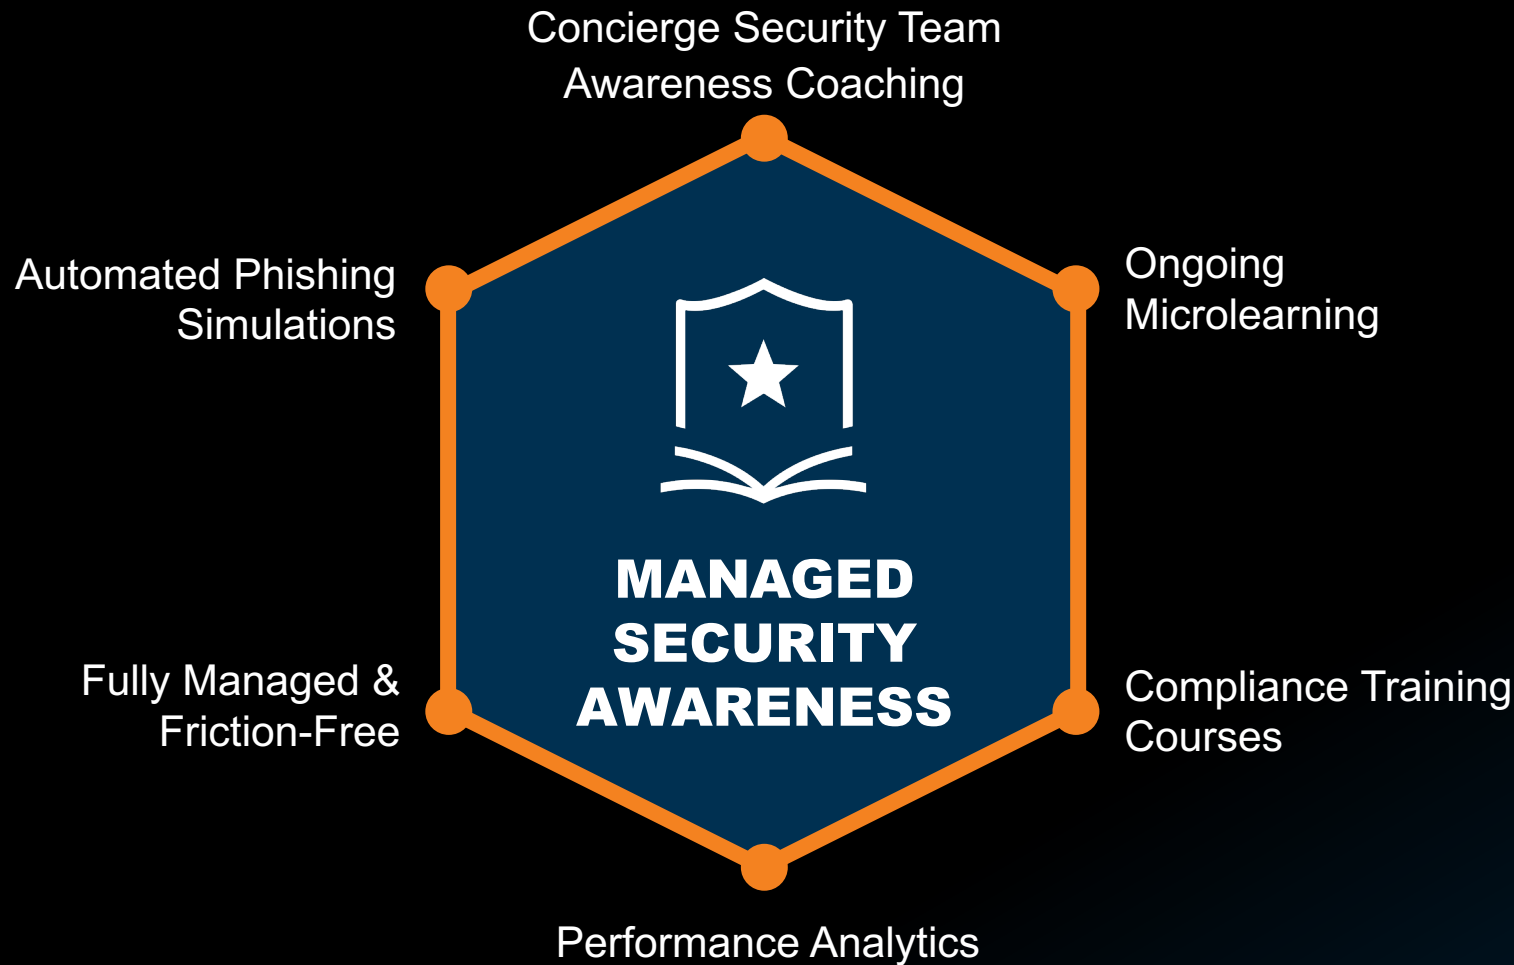 Concierge Security Team
Awareness Coaching
Automated Phishing
Simulations
Ongoing
Microlearning
MANAGED
SECURITY
AWARENESS
Fully Managed &
Friction-Free
Compliance Training
Courses
Performance Analytics